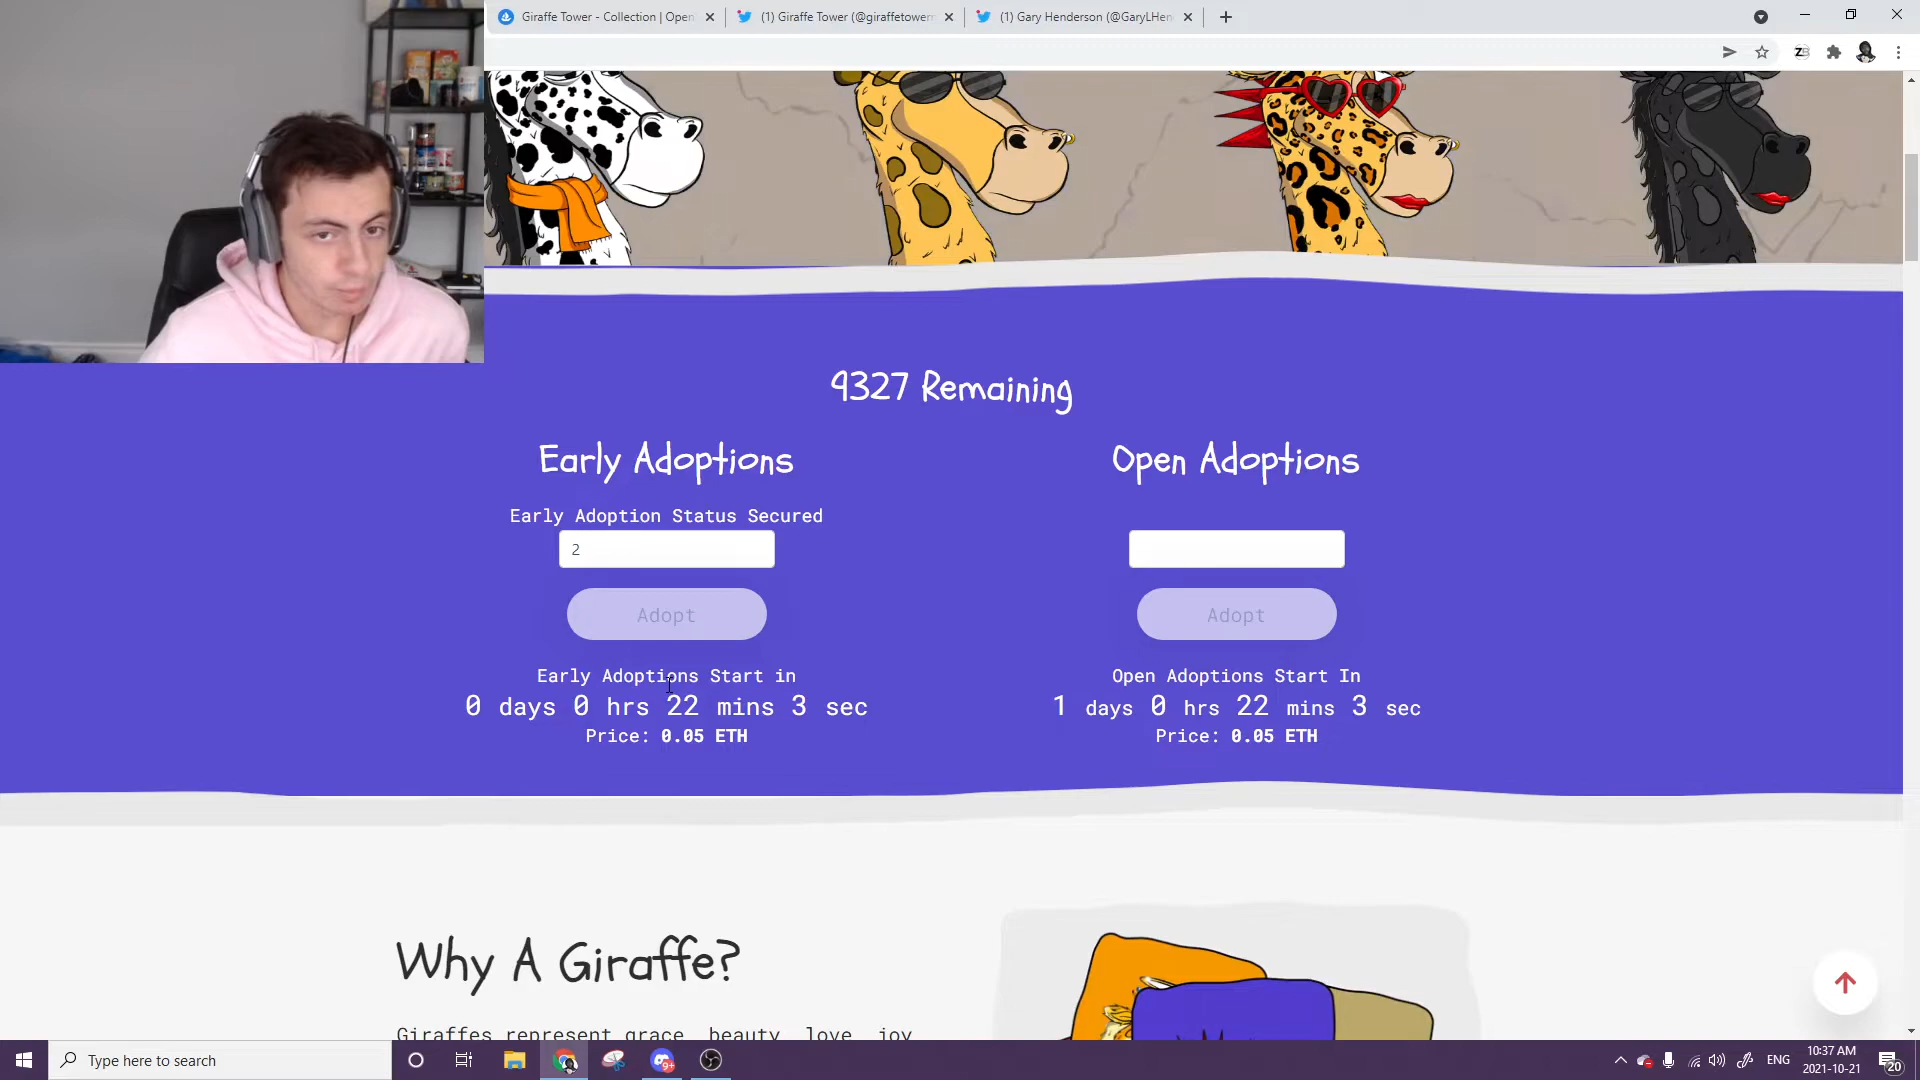 Giraffe Tower - Collection | Open
(1) Giraffe Tower (@giraffetower
(1) Gary Henderson (@GaryLHen
9327 Remaining
Early Adoptions
Early Adoption Status Secured
2
Adopt
Early Adoptions Start in
0 days 0 hrs 22 mins 3 sec
Price: 0.05 ETH
Open Adoptions
Adopt
Open Adoptions Start In
1 days 0 hrs 22 mins 3 sec
Price: 0.05 ETH
Why A Giraffe?
Giraffes represent grace, beauty, love, joy
Type here to search
9+
ENG
10:37 AM
2021-10-21
20